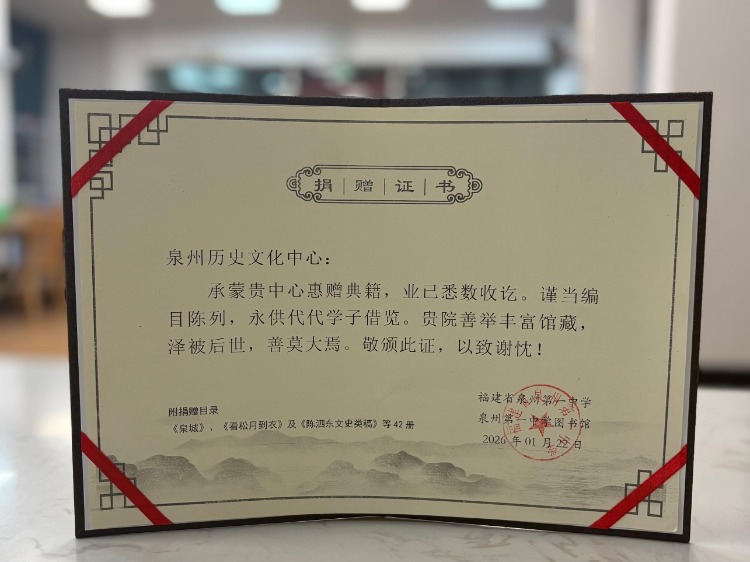 捐赠证书
泉州历史文化中心：
承蒙贵中心惠赠典籍，业已悉数收讫。谨当编
目陈列，永供代代学子借览。贵院善举丰富馆藏，
泽被后世，善莫大焉。敬颁此证，以致谢忱！
附捐赠目录
《泉城》、《看松月到衣》及《陈泗东文史类稿》等42册
福建省泉州第一中学
泉州第一中学图书馆
2026年01月22日